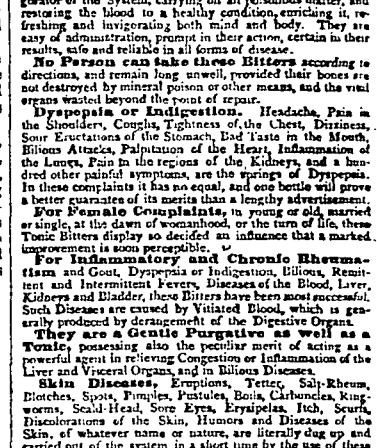 gorator of the System, carrying off all poisonous matter, and
restoring the blood to a healthy condition, enriching it, re-
freshing and invigorating both mind and body. They are
easy of administration, prompt in their action, certain in their
results, safe and reliable in all forms of disease.
No Person can take these Bitters according to
directions, and remain long unwell, provided their bones are
not destroyed by mineral poison or other means, and the vital
organs wasted beyond the point of repair.
Dyspepsia or Indigestion. Headache, Pain in
the Shoulders, Coughs, Tightness of the Chest, Dizziness,
Sour Eructations of the Stomach, Bad Taste in the Mouth,
Bilious Attacks, Palpitation of the Heart, Inflammation of
the Lungs, Pain in the regions of the Kidneys, and a hun-
dred other painful symptoms, are the springs of Dyspepsia.
In these complaints it has no equal, and one bottle will prove
a better guarantee of its merits than a lengthy advertisement.
For Female Complaints, in young or old, married
or single, at the dawn of womanhood, or the turn of life, these
Tonic Bitters display so decided an influence that a marked
improvement is soon perceptible.
For Inflammatory and Chronic Rheuma-
tism and Gout, Dyspepsia or Indigestion, Bilious, Remit-
tent and Intermittent Fevers, Diseases of the Blood, Liver,
Kidneys and Bladder, these Bitters have been most successful.
Such Diseases are caused by Vitiated Blood, which is gen-
erally produced by derangement of the Digestive Organs.
They are a Gentle Purgative as well as a
Tonic, possessing also the peculiar merit of acting as a
powerful agent in relieving Congestion or Inflammation of the
Liver and Visceral Organs, and in Bilious Diseases.
Skin Diseases, Eruptions, Tetter, Salt-Rheum,
Blotches, Spots, Pimples, Pustules, Boils, Carbuncles, Ring-
worms, Scald-Head, Sore Eyes, Erysipelas, Itch, Scurfs,
Discolorations of the Skin, Humors and Diseases of the
Skin, of whatever name or nature, are literally dug up and
carried out of the system in a short time by the use of these